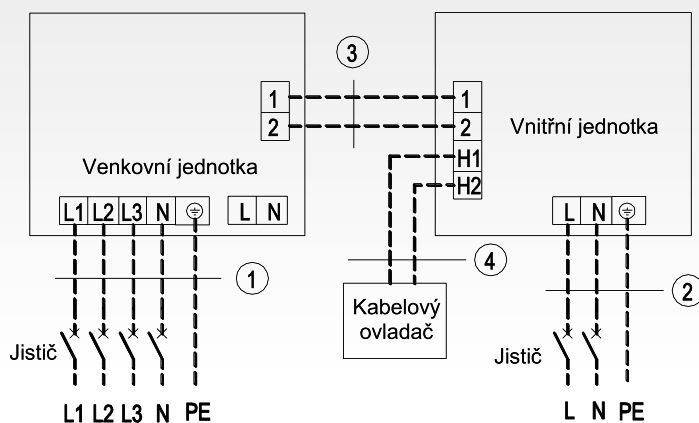 3
1
2
1
2
H1
H2
Vnitřní jednotka
Venkovní jednotka
L1 L2 L3 N L N
L N
1
4
2
Kabelový
ovladač
Jistič
Jistič
L1 L2 L3 N PE
L N PE